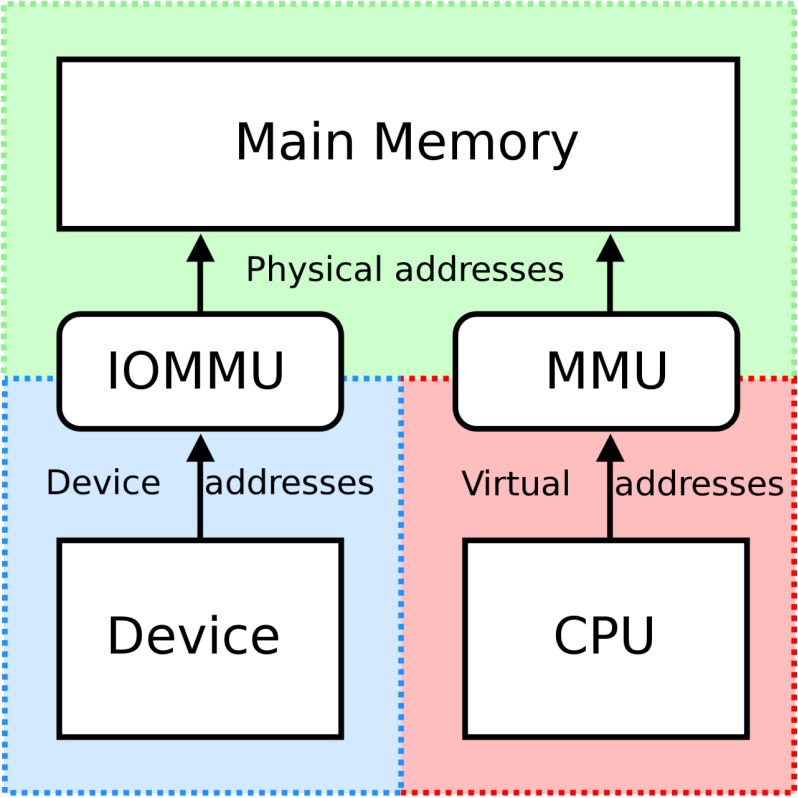 Main Memory
Physical addresses
IOMMU
MMU
Device addresses
Virtual addresses
Device
CPU